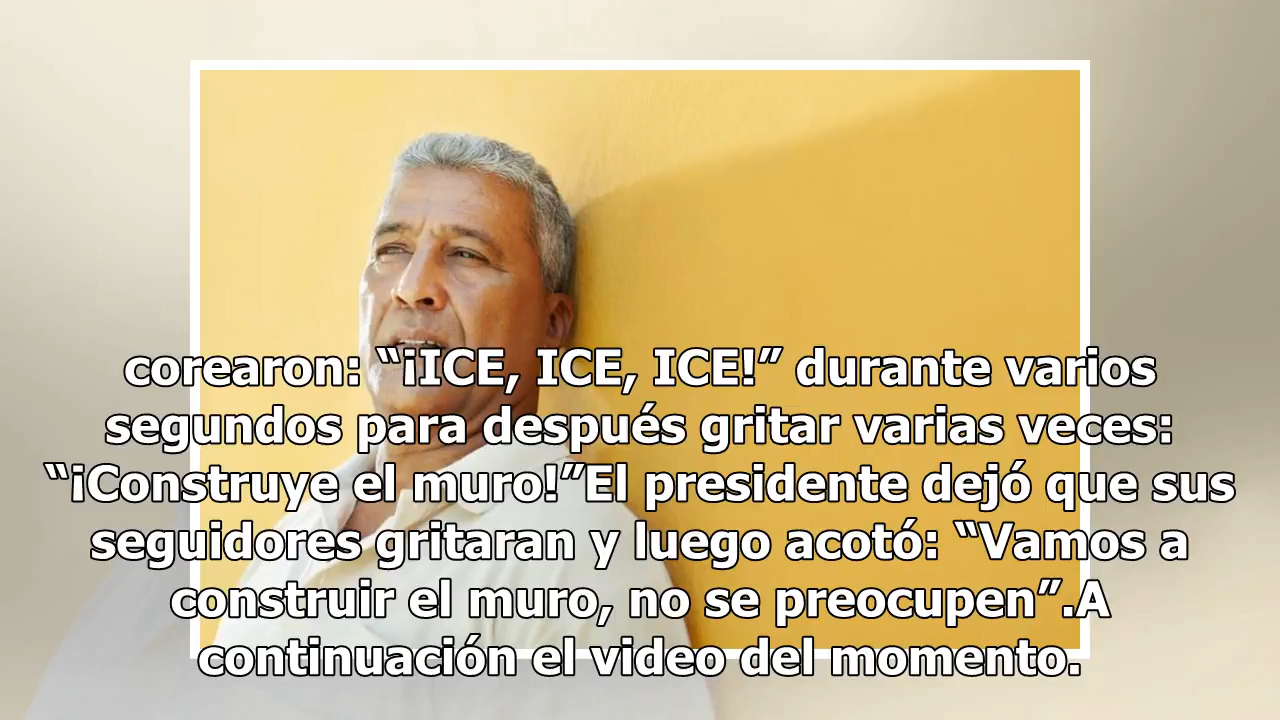 corearon: “¡ICE, ICE, ICE!” durante varios
segundos para después gritar varias veces:
“¡Construye el muro!”El presidente dejó que sus
seguidores gritaran y luego acotó: “Vamos a
construir el muro, no se preocupen”.A
continuación el video del momento.